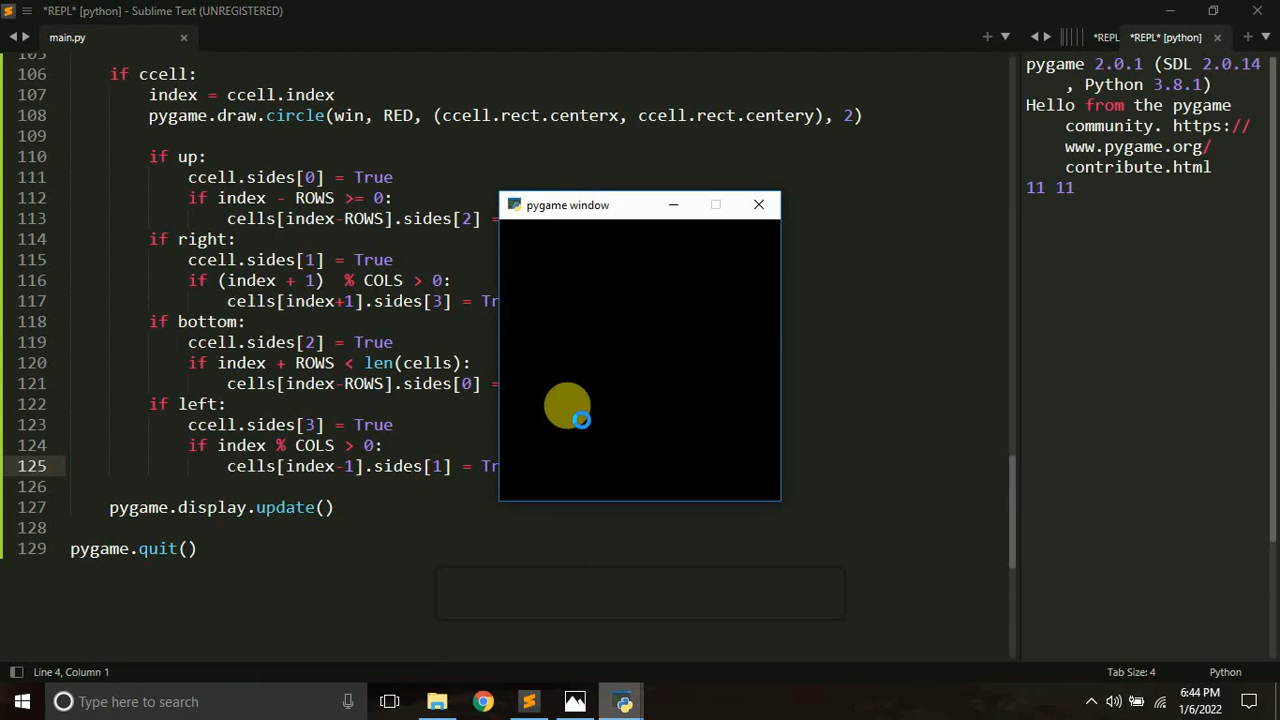 *REPL* [python] - Sublime Text (UNREGISTERED)
main.py
*REPL
*REPL* [python]
106 if ccell:
107 index = ccell.index
108 pygame.draw.circle(win, RED, (ccell.rect.centerx, ccell.rect.centery), 2)
109
110 if up:
111 ccell.sides[0] = True
112 if index - ROWS >= 0:
113 cells[index-ROWS].sides[2] =
114 if right:
115 ccell.sides[1] = True
116 if (index + 1)  % COLS > 0:
117 cells[index+1].sides[3] = Tr
118 if bottom:
119 ccell.sides[2] = True
120 if index + ROWS < len(cells):
121 cells[index-ROWS].sides[0] =
122 if left:
123 ccell.sides[3] = True
124 if index % COLS > 0:
125 cells[index-1].sides[1] = Tr
126
127 pygame.display.update()
128
129 pygame.quit()
pygame window
pygame 2.0.1 (SDL 2.0.14
, Python 3.8.1)
Hello from the pygame
community. https://
www.pygame.org/
contribute.html
11 11
Line 4, Column 1
Tab Size: 4
Python
Type here to search
6:44 PM
1/6/2022